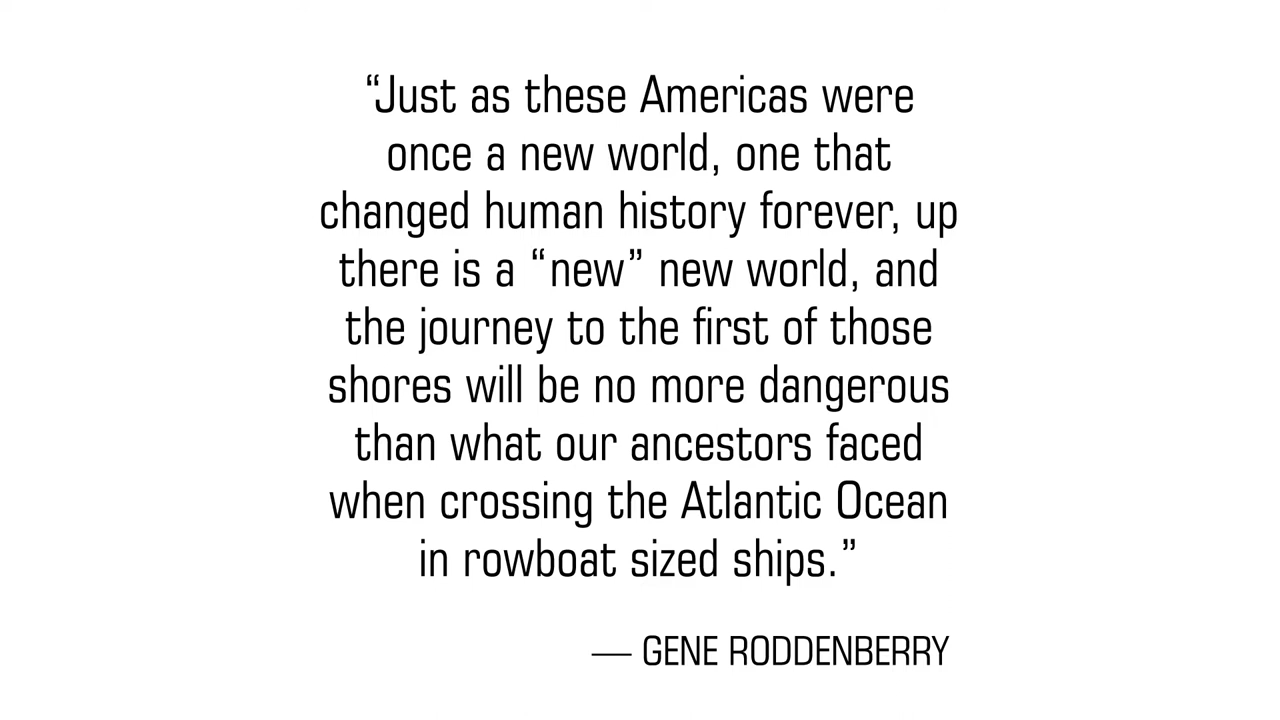 “Just as these Americas were
once a new world, one that
changed human history forever, up
there is a “new” new world, and
the journey to the first of those
shores will be no more dangerous
than what our ancestors faced
when crossing the Atlantic Ocean
in rowboat sized ships.”
— GENE RODDENBERRY